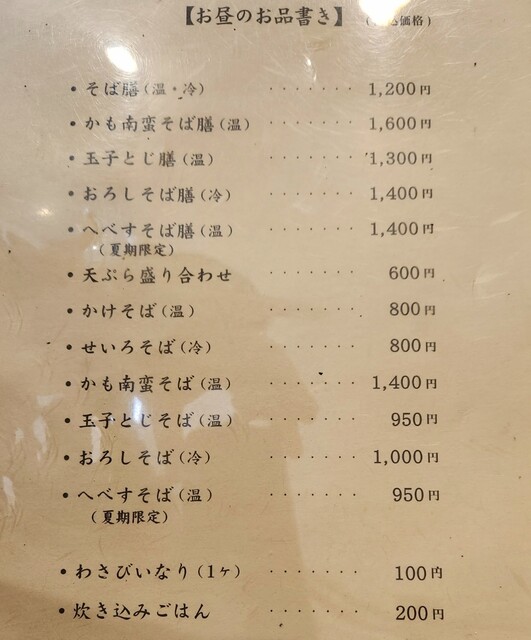 【お昼のお品書き】 ( 価格)
・そば膳(温・冷) ・・・・・・・ 1,200円
・かも南蛮そば膳(温) ・・・・・・・ 1,600円
・玉子とじ膳(温) ・・・・・・・ 1,300円
・おろしそば膳(冷) ・・・・・・・ 1,400円
・へべすそば膳(温) ・・・・・・・ 1,400円
(夏期限定)
・天ぷら盛り合わせ ・・・・・・・ 600円
・かけそば(温) ・・・・・・・ 800円
・せいろそば(冷) ・・・・・・・ 800円
・かも南蛮そば(温) ・・・・・・・ 1,400円
・玉子とじそば(温) ・・・・・・・ 950円
・おろしそば(冷) ・・・・・・・ 1,000円
・へべすそば(温) ・・・・・・・ 950円
(夏期限定)
・わさびいなり(1ヶ) ・・・・・・・ 100円
・炊き込みごはん ・・・・・・・ 200円